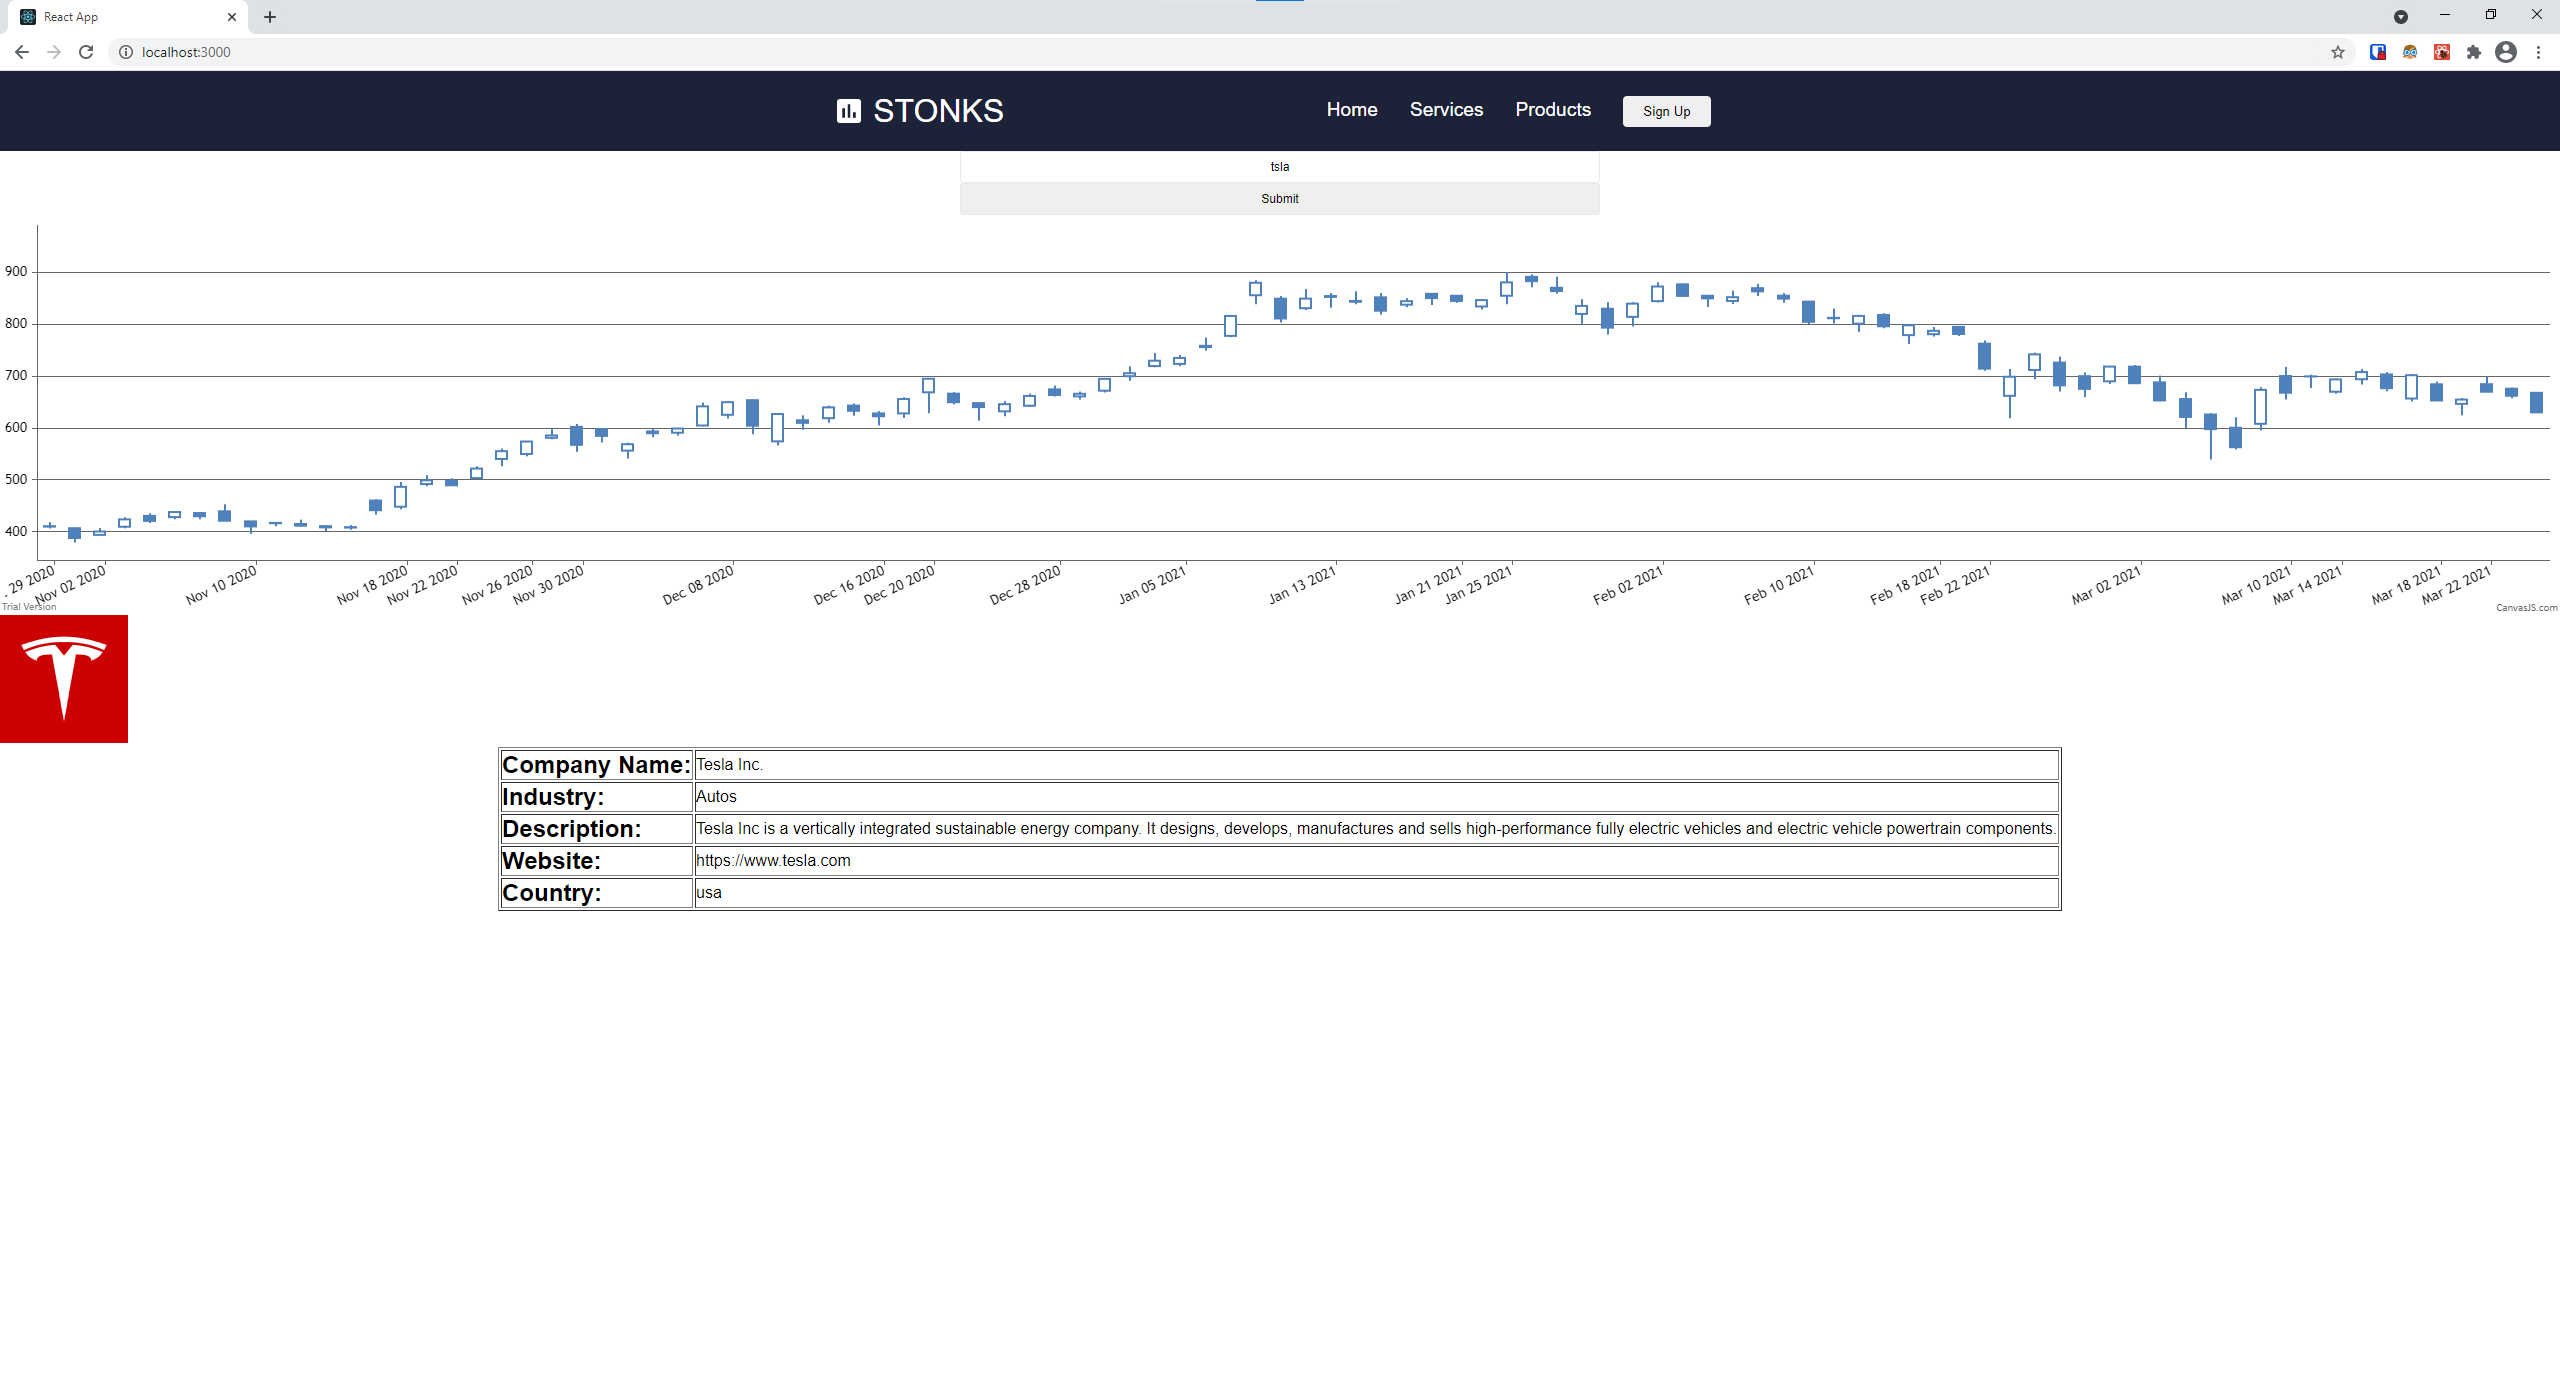 React App
localhost:3000
STONKS Home Services Products Sign Up
tsla
Submit
900
800
700
600
500
400
29 2020 Nov 02 2020 Nov 10 2020 Nov 18 2020 Nov 22 2020 Nov 26 2020 Nov 30 2020 Dec 08 2020 Dec 16 2020 Dec 20 2020 Dec 28 2020 Jan 05 2021 Jan 13 2021 Jan 21 2021 Jan 25 2021 Feb 02 2021 Feb 10 2021 Feb 18 2021 Feb 22 2021 Mar 02 2021 Mar 10 2021 Mar 14 2021 Mar 18 2021 Mar 22 2021
Trial Version CanvasJS.com
Company Name: Tesla Inc.
Industry: Autos
Description: Tesla Inc is a vertically integrated sustainable energy company. It designs, develops, manufactures and sells high-performance fully electric vehicles and electric vehicle powertrain components.
Website: https://www.tesla.com
Country: usa